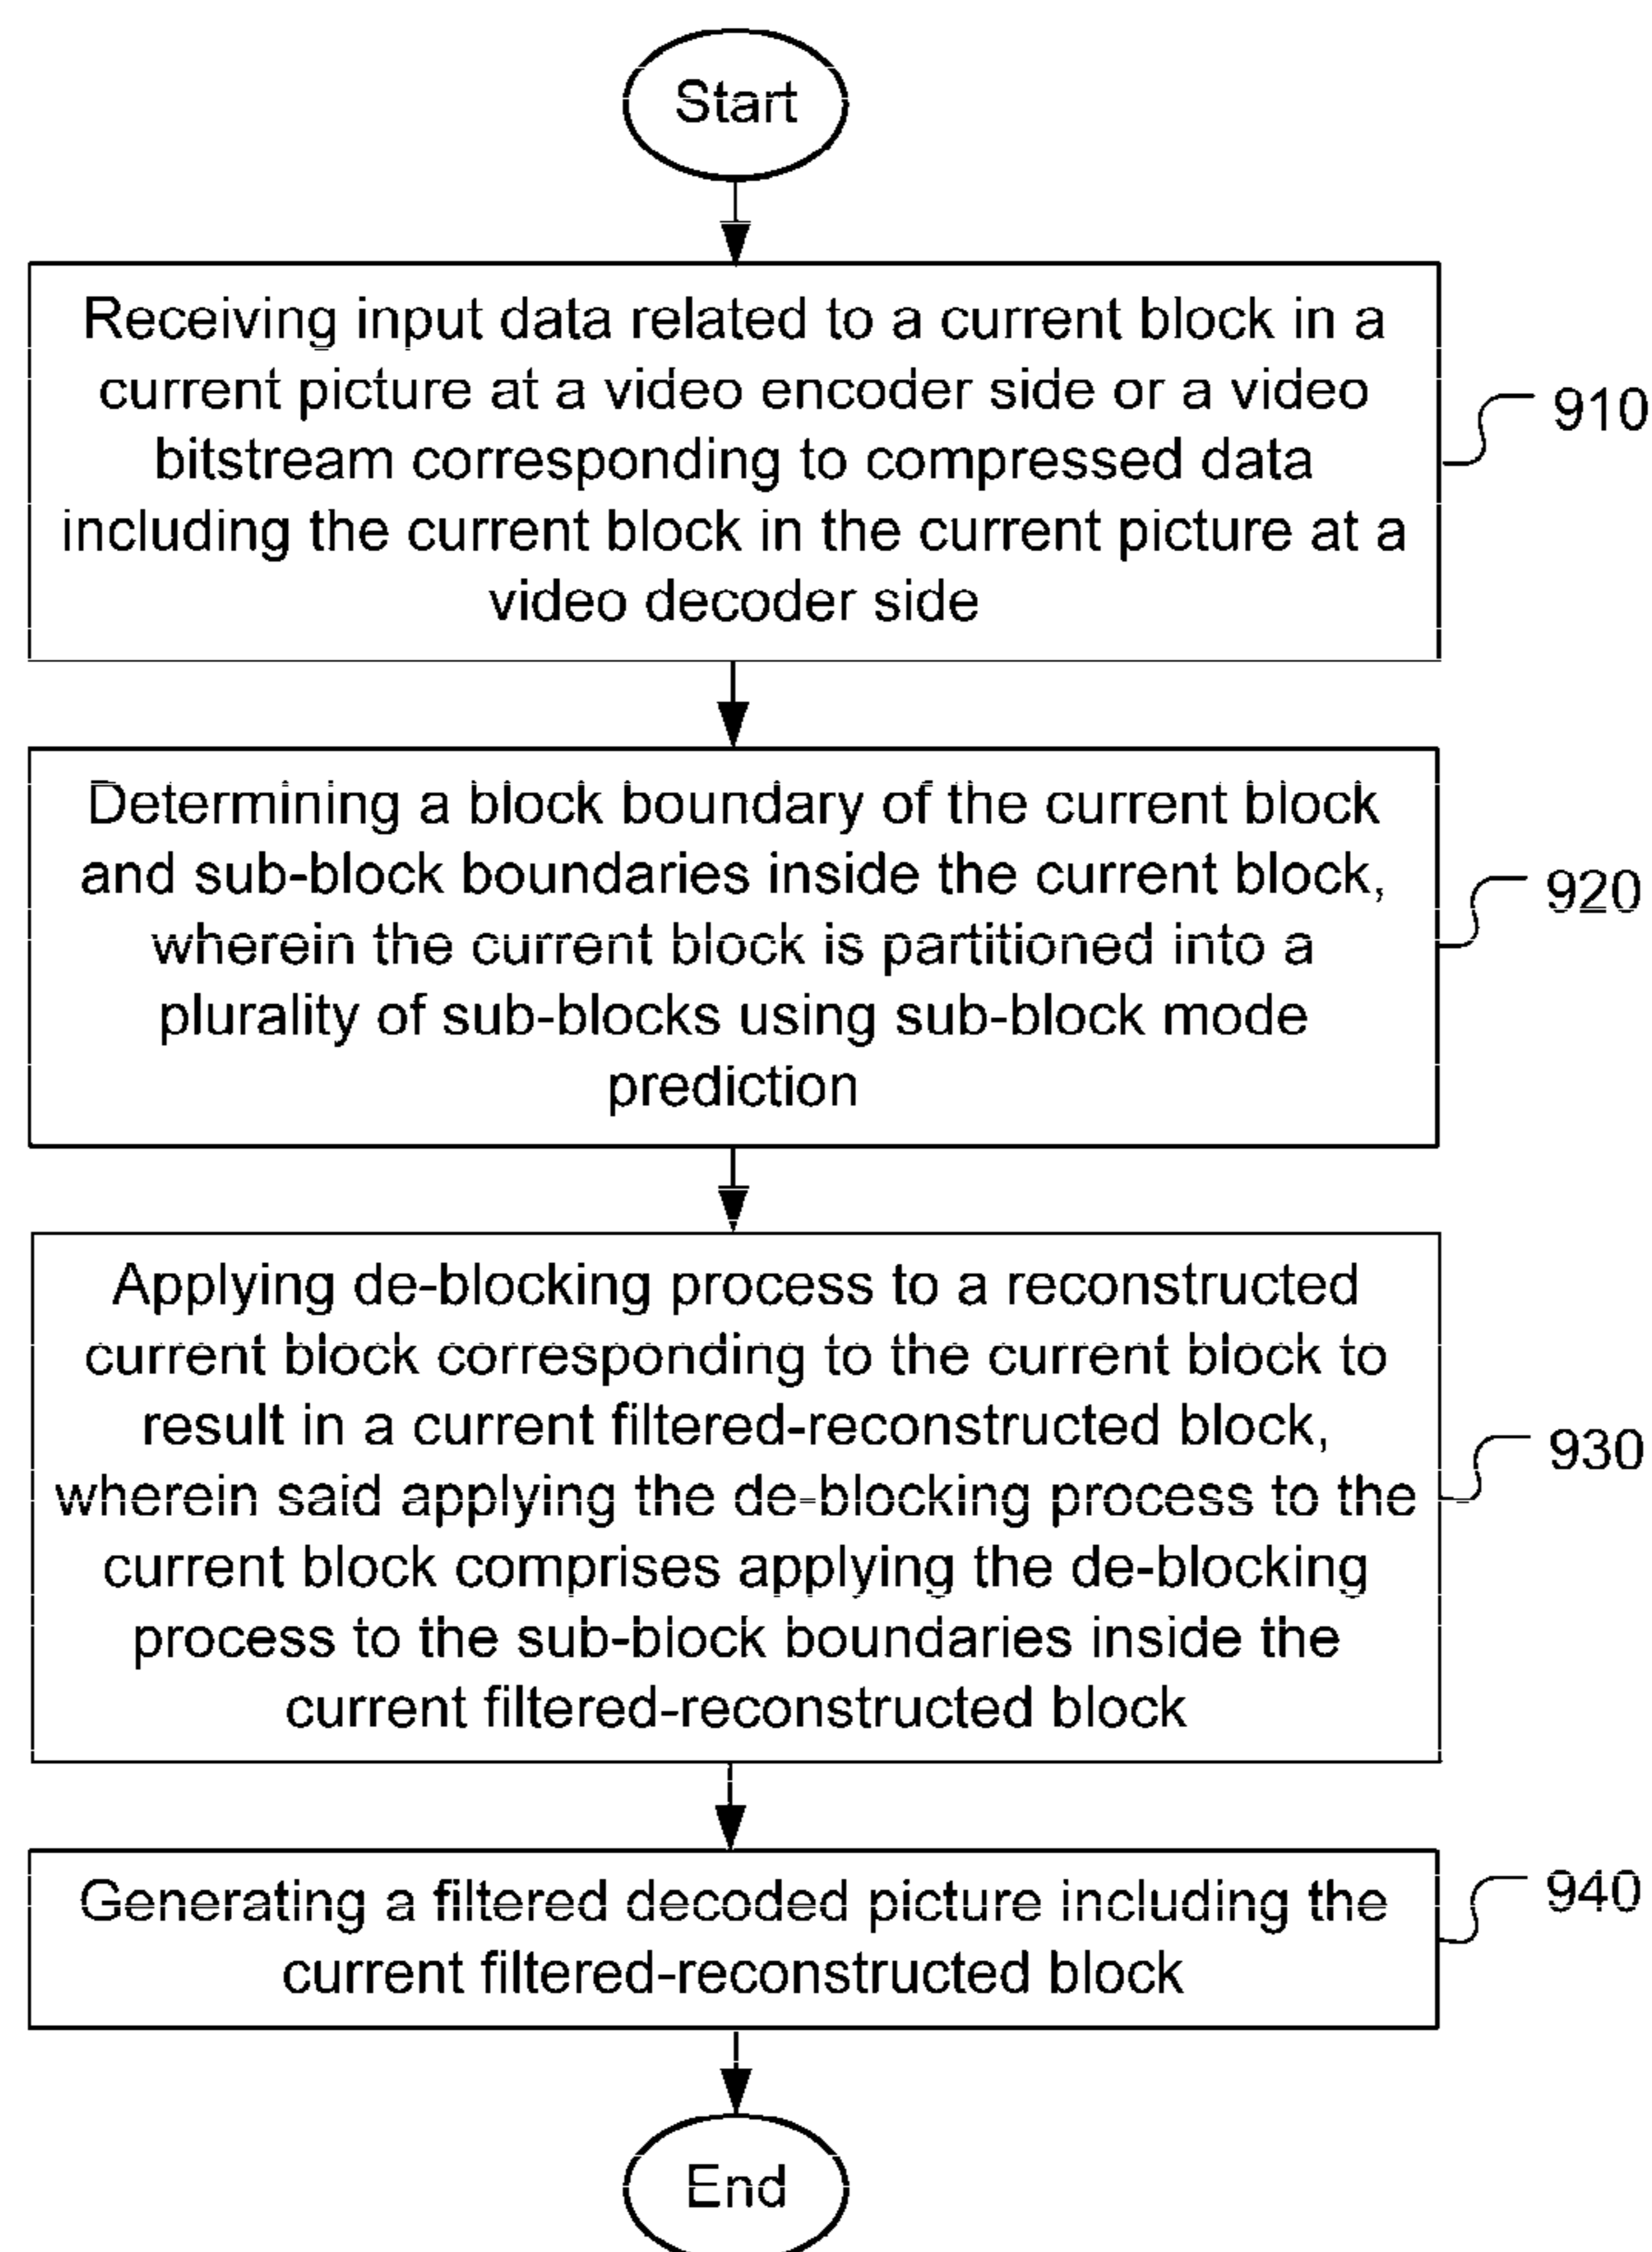 Start
Receiving input data related to a current block in a
current picture at a video encoder side or a video
bitstream corresponding to compressed data
including the current block in the current picture at a
video decoder side
910
Determining a block boundary of the current block
and sub-block boundaries inside the current block,
wherein the current block is partitioned into a
plurality of sub-blocks using sub-block mode
prediction
920
Applying de-blocking process to a reconstructed
current block corresponding to the current block to
result in a current filtered-reconstructed block,
wherein said applying the de-blocking process to the
current block comprises applying the de-blocking
process to the sub-block boundaries inside the
current filtered-reconstructed block
930
Generating a filtered decoded picture including the
current filtered-reconstructed block
940
End